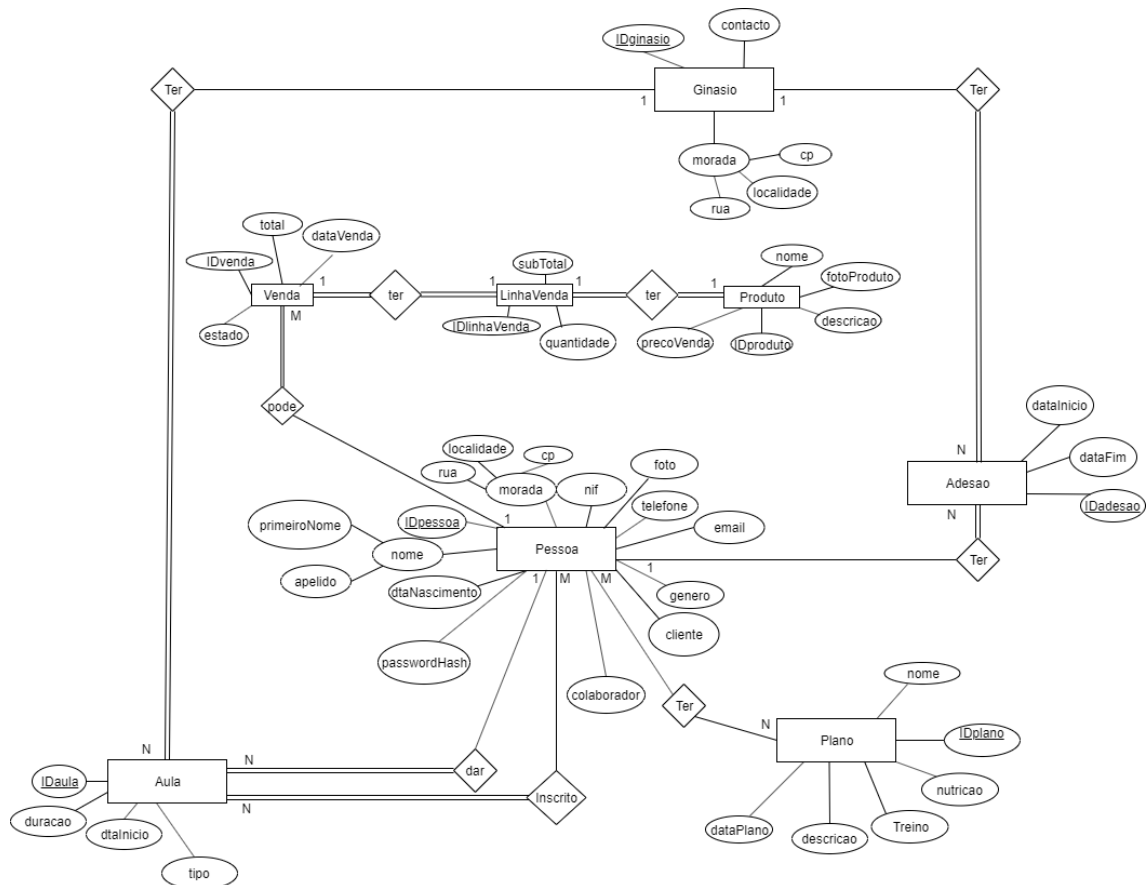 contacto
IDginasio
Ter
Ginasio
Ter
1
1
morada
cp
localidade
rua
total
dataVenda
IDvenda
Venda
1
M
estado
ter
1
subTotal
LinhaVenda
1
IDlinhaVenda
quantidade
ter
1
nome
fotoProduto
Produto
descricao
precoVenda
IDproduto
pode
dataInicio
dataFim
N
Adesao
IDadesao
N
Ter
localidade
cp
rua
morada
nif
foto
telefone
email
IDpessoa
1
primeiroNome
nome
apelido
Pessoa
1
dtaNascimento
1
M
M
genero
cliente
passwordHash
colaborador
Ter
N
nome
Plano
IDplano
nutricao
Treino
descricao
dataPlano
N
IDaula
Aula
N
dar
N
Inscrito
duracao
dtaInicio
tipo